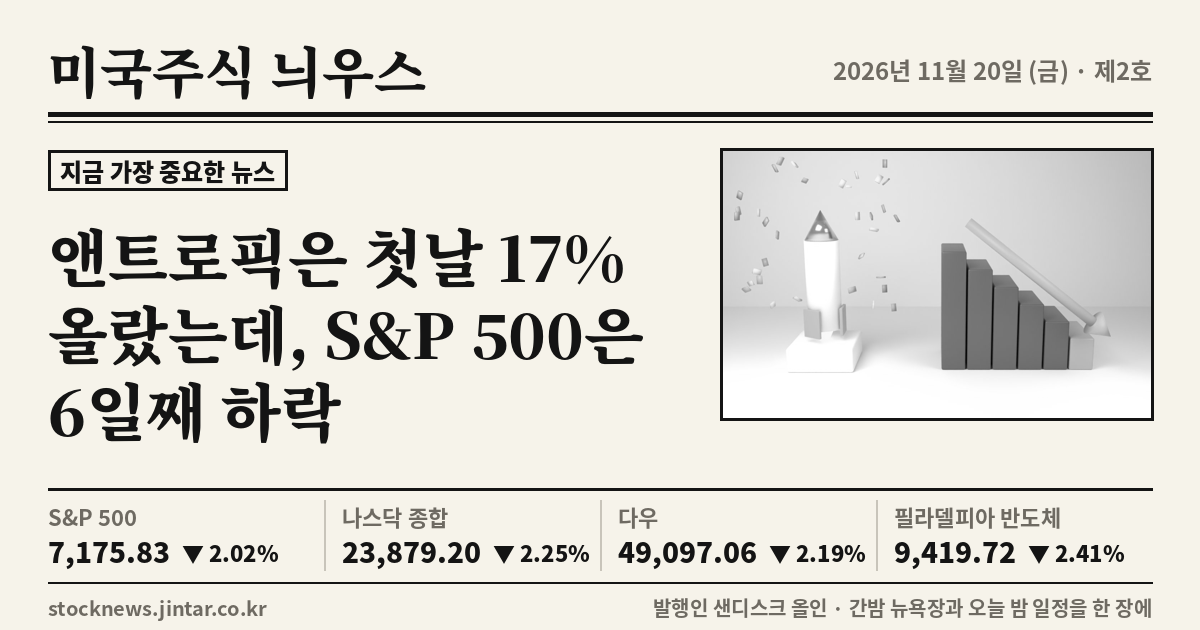 미국주식 늬우스
2026년 11월 20일 (금) · 제2호
지금 가장 중요한 뉴스
앤트로픽은 첫날 17%
올랐는데, S&P 500은
6일째 하락
S&P 500
7,175.83 ▼ 2.02%
나스닥 종합
23,879.20 ▼ 2.25%
다우
49,097.06 ▼ 2.19%
필라델피아 반도체
9,419.72 ▼ 2.41%
stocknews.jintar.co.kr
발행인 샌디스크 올인 · 간밤 뉴욕장과 오늘 밤 일정을 한 장에